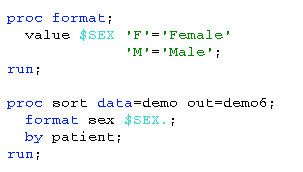 proc format;
value $SEX 'F'='Female'
'M'='Male';
run;
proc sort data=demo out=demo6;
format sex $SEX.;
by patient;
run;